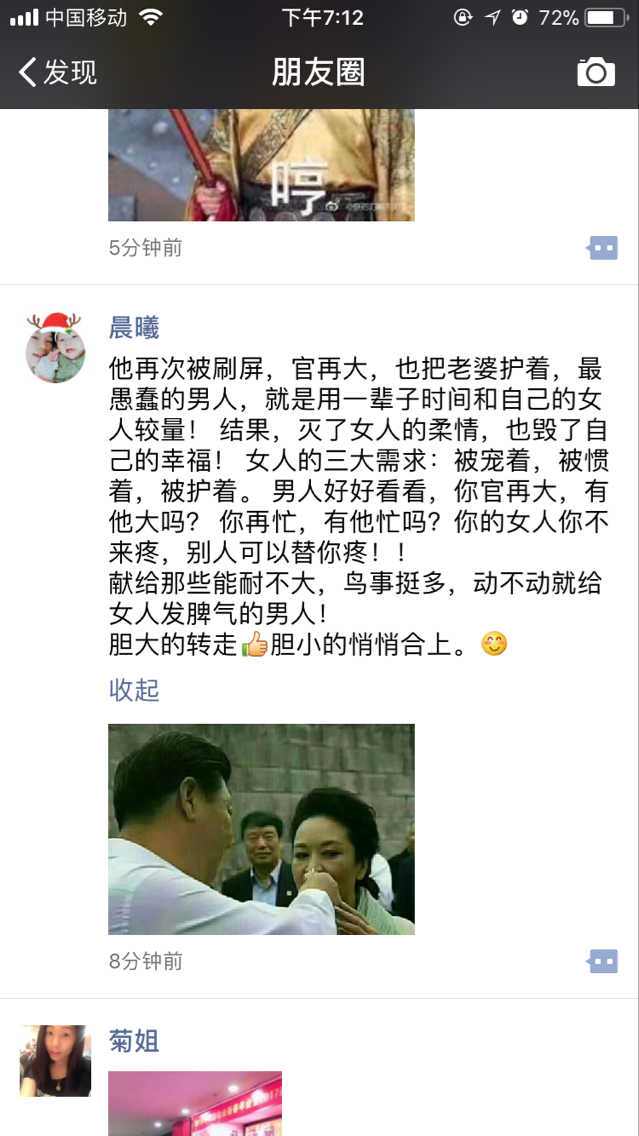 中国移动 下午7:12 72%
发现 朋友圈
哼
5分钟前
晨曦
他再次被刷屏，官再大，也把老婆护着，最
愚蠢的男人，就是用一辈子时间和自己的女
人较量！ 结果，灭了女人的柔情，也毁了自
己的幸福！ 女人的三大需求：被宠着，被惯
着，被护着。 男人好好看看，你官再大，有
他大吗？ 你再忙，有他忙吗？你的女人你不
来疼，别人可以替你疼！！
献给那些能耐不大，鸟事挺多，动不动就给
女人发脾气的男人！
胆大的转走👍胆小的悄悄合上。😊
收起
8分钟前
菊姐